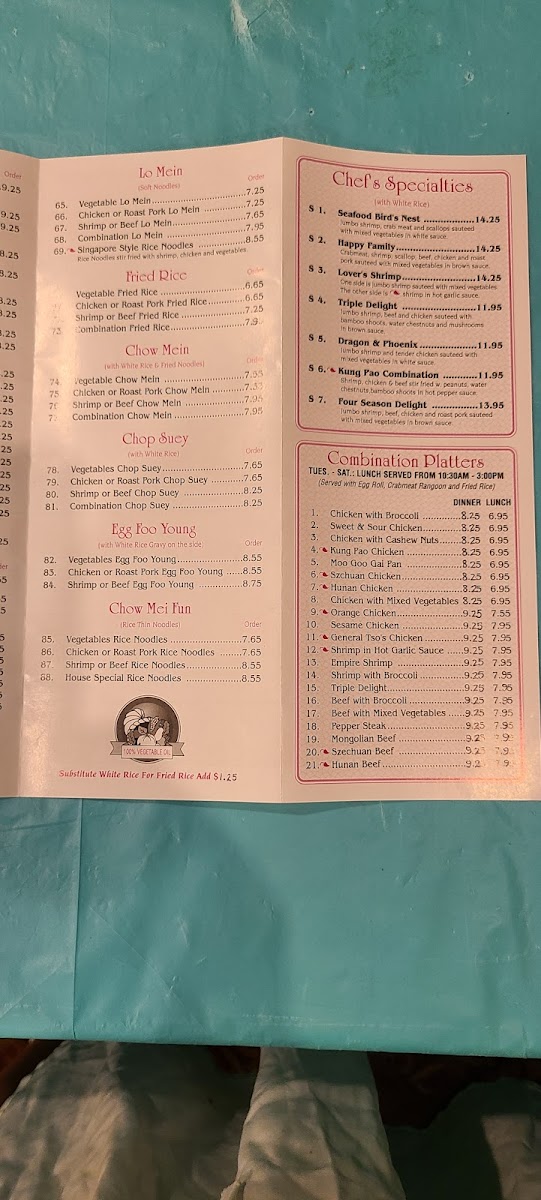 Order
9.25
9.25
9.25
8.25
8.25
Lo Mein
(Soft Noodles)
Order
65. Vegetable Lo Mein 7.25
66. Chicken or Roast Pork Lo Mein 7.25
67. Shrimp or Beef Lo Mein 7.65
68. Combination Lo Mein 7.95
69. Singapore Style Rice Noodles 8.55
Rice Noodles stir fried with shrimp, chicken and vegetables
Fried Rice
Order
Vegetable Fried Rice 6.65
Chicken or Roast Pork Fried Rice 6.65
Shrimp or Beef Fried Rice 7.25
73. Combination Fried Rice 7.9
Chow Mein
(with White Rice & Fried Noodles)
74. Vegetable Chow Mein 7.35
75. Chicken or Roast Pork Chow Mein
Shrimp or Beef Chow Mein 7.95
Combination Chow Mein 7.95
Chop Suey
(with White Rice)
Order
78. Vegetables Chop Suey 7.65
79. Chicken or Roast Pork Chop Suey 7.65
80. Shrimp or Beef Chop Suey 8.25
81. Combination Chop Suey 8.25
Egg Foo Young
(with White Rice Gravy on the side)
Order
82. Vegetables Egg Foo Young 8.55
83. Chicken or Roast Pork Egg Foo Young 8.55
84. Shrimp or Beef Egg Foo Young 8.75
Chow Mei Fun
(Rice Thin Noodles)
Order
85. Vegetables Rice Noodles 7.65
86. Chicken or Roast Pork Rice Noodles 7.65
87. Shrimp or Beef Rice Noodles 8.55
88. House Special Rice Noodles 8.55
100% VEGETABLE OIL
Substitute White Rice For Fried Rice Add $1.25
Chef's Specialties
(with White Rice)
S 1. Seafood Bird's Nest 14.25
Jumbo shrimp, crab meat and scallops sauteed
with mixed vegetables in white sauce.
S 2. Happy Family 14.25
Crabmeat, shrimp, scallop, beef, chicken and roast
pork sauteed with mixed vegetables in brown sauce.
S 3. Lover's Shrimp 14.25
One side is jumbo shrimp sauteed with mixed vegetables
The other side is shrimp in hot garlic sauce.
S 4. Triple Delight 11.95
Jumbo shrimp, beef and chicken sauteed with
bamboo shoots, water chestnuts and mushrooms
in brown sauce.
S 5. Dragon & Phoenix 11.95
Jumbo shrimp and tender chicken sauteed with
mixed vegetables in white sauce.
S 6. Kung Pao Combination 11.95
Shrimp, chicken & beef stir fried w. peanuts, water
chestnuts, bamboo shoots in hot pepper sauce.
S 7. Four Season Delight 13.95
Jumbo shrimp, beef, chicken and roast pork sauteed
with mixed vegetables in brown sauce.
Combination Platters
TUES. - SAT.: LUNCH SERVED FROM 10:30AM - 3:00PM
(Served with Egg Roll, Crabmeat Rangoon and Fried Rice)
DINNER LUNCH
1. Chicken with Broccoli 8.25 6.95
2. Sweet & Sour Chicken 8.25 6.95
3. Chicken with Cashew Nuts 8.25 6.95
4. Kung Pao Chicken 8.25 6.95
5. Moo Goo Gai Pan 8.25 6.95
6. Szchuan Chicken 8.25 6.95
7. Hunan Chicken 8.25 6.95
8. Chicken with Mixed Vegetables 8.25 6.95
9. Orange Chicken 9.25 7.55
10. Sesame Chicken 9.25 7.95
11. General Tso's Chicken 9.25 7.95
12. Shrimp in Hot Garlic Sauce 9.25 7.95
13. Empire Shrimp 9.25 7.95
14. Shrimp with Broccoli 9.25 7.95
15. Triple Delight 9.25 7.95
16. Beef with Broccoli 9.25 7.95
17. Beef with Mixed Vegetables 9.25 7.95
18. Pepper Steak 9.25 7.95
19. Mongolian Beef
20. Szechuan Beef
21. Hunan Beef